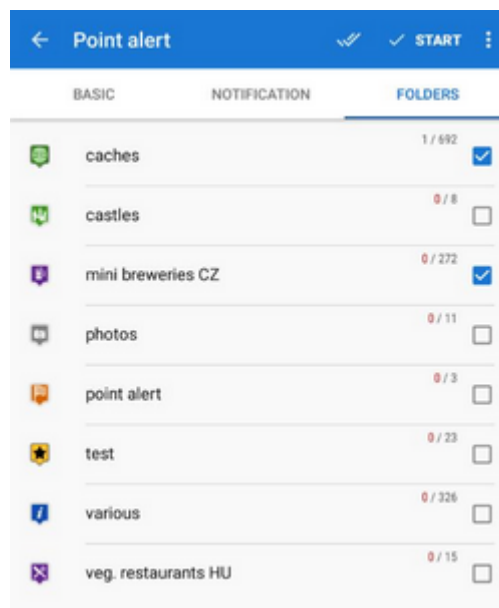 Point alert START
BASIC NOTIFICATION FOLDERS
caches 1 / 692
castles 0 / 8
mini breweries CZ 0 / 272
photos 0 / 11
point alert 0 / 3
test 0 / 23
various 0 / 326
veg. restaurants HU 0 / 15